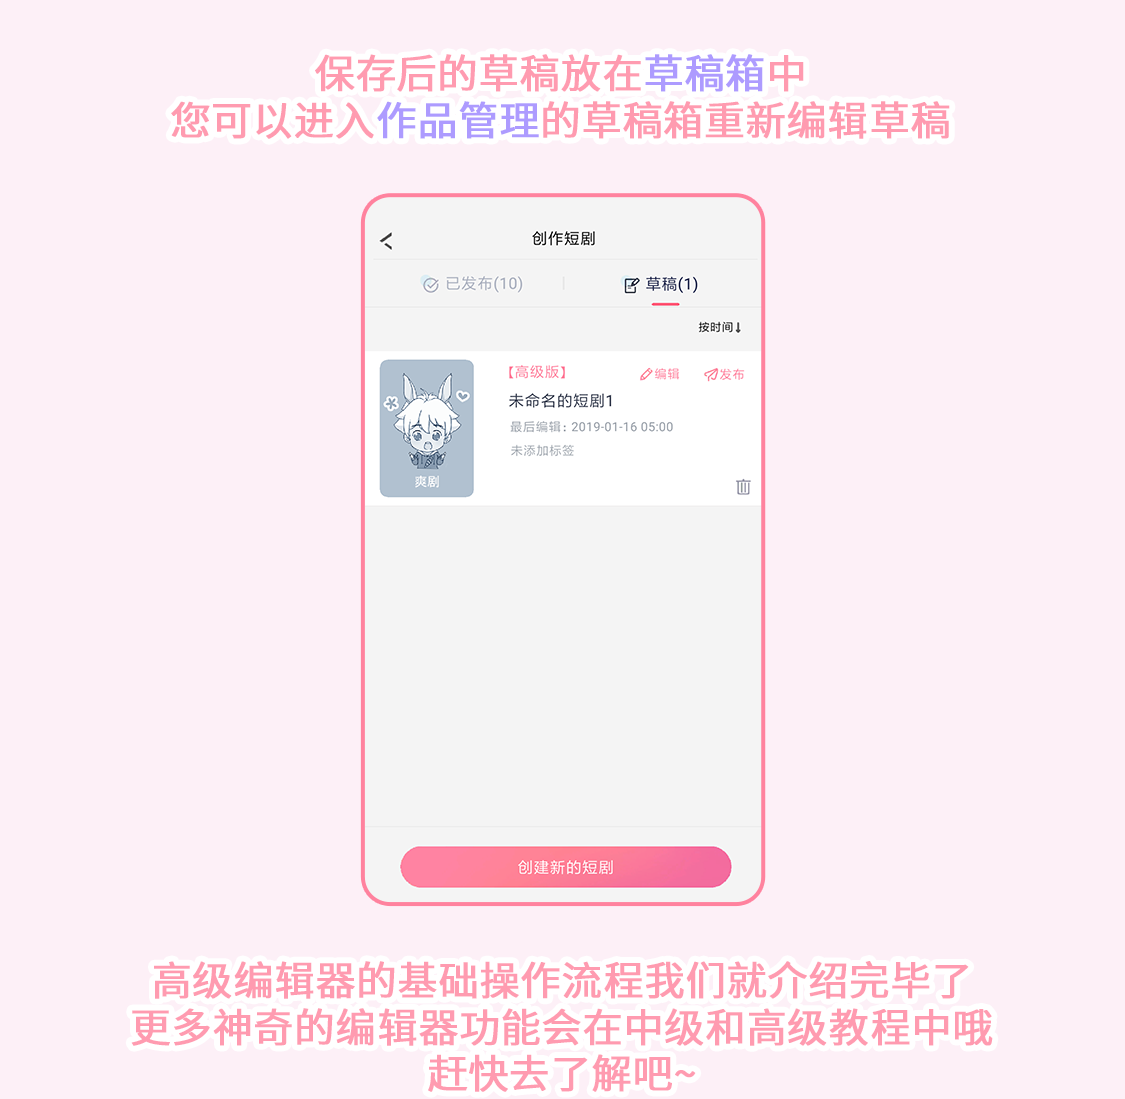 保存后的草稿放在草稿箱中
您可以进入作品管理的草稿箱重新编辑草稿
创作短剧
已发布(10)
草稿(1)
按时间↓
【高级版】
编辑
发布
未命名的短剧1
最后编辑: 2019-01-16 05:00
未添加标签
爽剧
创建新的短剧
高级编辑器的基础操作流程我们就介绍完毕了
更多神奇的编辑器功能会在中级和高级教程中哦
赶快去了解吧~